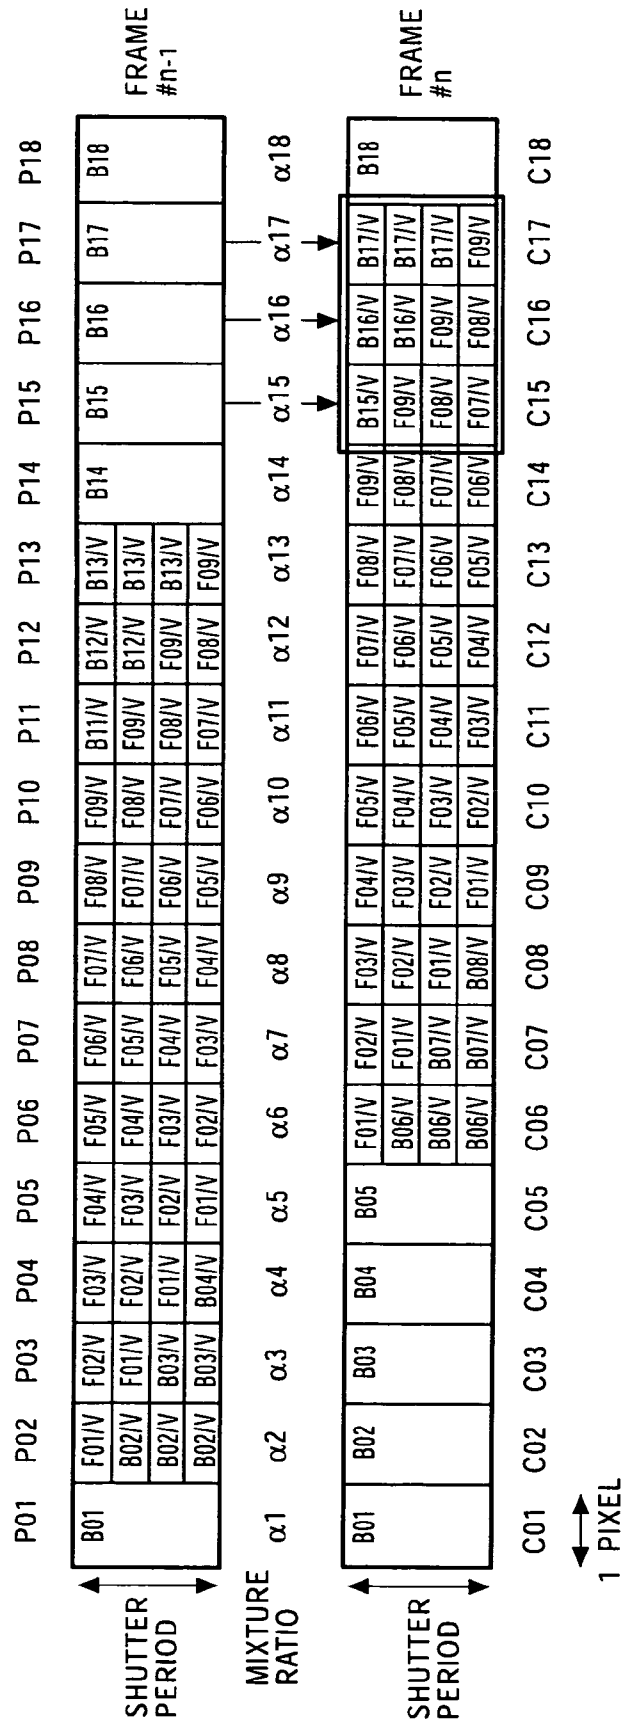 P01 P02 P03 P04 P05 P06 P07 P08 P09 P10 P11 P12 P13 P14 P15 P16 P17 P18
B01 F01/V F02/V F03/V F04/V F05/V F06/V F07/V F08/V F09/V B11/V B12/V B13/V B14 B15 B16 B17 B18
B02/V F01/V F02/V F03/V F04/V F05/V F06/V F07/V F08/V F09/V B12/V B13/V
B02/V B03/V F01/V F02/V F03/V F04/V F05/V F06/V F07/V F08/V F09/V B13/V
B02/V B03/V B04/V F01/V F02/V F03/V F04/V F05/V F06/V F07/V F08/V F09/V
SHUTTER
PERIOD
FRAME
#n-1
MIXTURE
RATIO
α1 α2 α3 α4 α5 α6 α7 α8 α9 α10 α11 α12 α13 α14 α15 α16 α17 α18
B01 B02 B03 B04 B05 F01/V F02/V F03/V F04/V F05/V F06/V F07/V F08/V F09/V B15/V B16/V B17/V B18
B06/V F01/V F02/V F03/V F04/V F05/V F06/V F07/V F08/V F09/V B16/V B17/V
B06/V B07/V F01/V F02/V F03/V F04/V F05/V F06/V F07/V F08/V F09/V B17/V
B06/V B07/V B08/V F01/V F02/V F03/V F04/V F05/V F06/V F07/V F08/V F09/V
SHUTTER
PERIOD
FRAME
#n
C01 C02 C03 C04 C05 C06 C07 C08 C09 C10 C11 C12 C13 C14 C15 C16 C17 C18
1 PIXEL